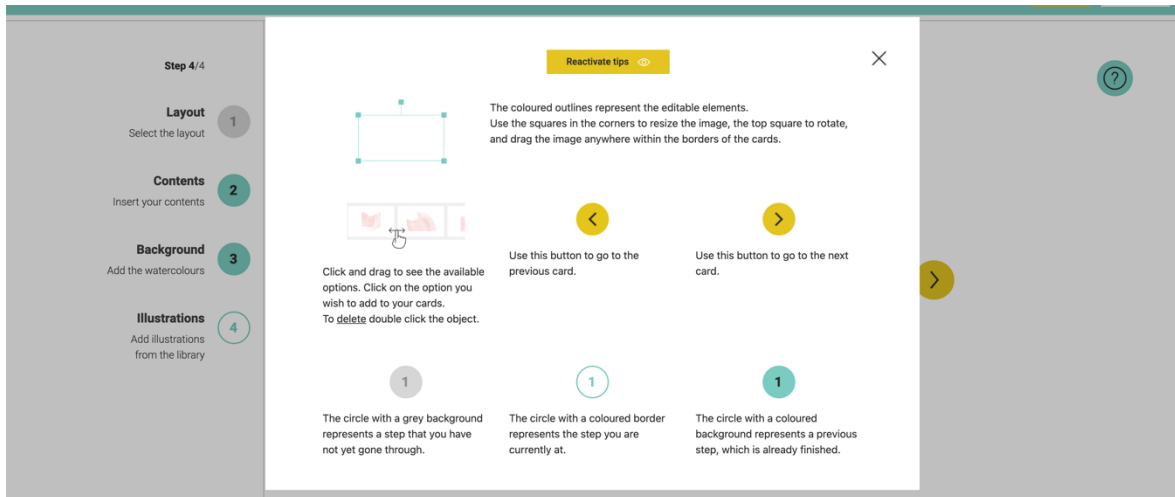 Step 4/4
Layout
Select the layout
1
Contents
Insert your contents
2
Background
Add the watercolours
3
Illustrations
Add illustrations
from the library
4
Reactivate tips
The coloured outlines represent the editable elements.
Use the squares in the corners to resize the image, the top square to rotate,
and drag the image anywhere within the borders of the cards.
Click and drag to see the available
options. Click on the option you
wish to add to your cards.
To delete double click the object.
Use this button to go to the
previous card.
Use this button to go to the next
card.
1
The circle with a grey background
represents a step that you have
not yet gone through.
1
The circle with a coloured border
represents the step you are
currently at.
1
The circle with a coloured
background represents a previous
step, which is already finished.
?